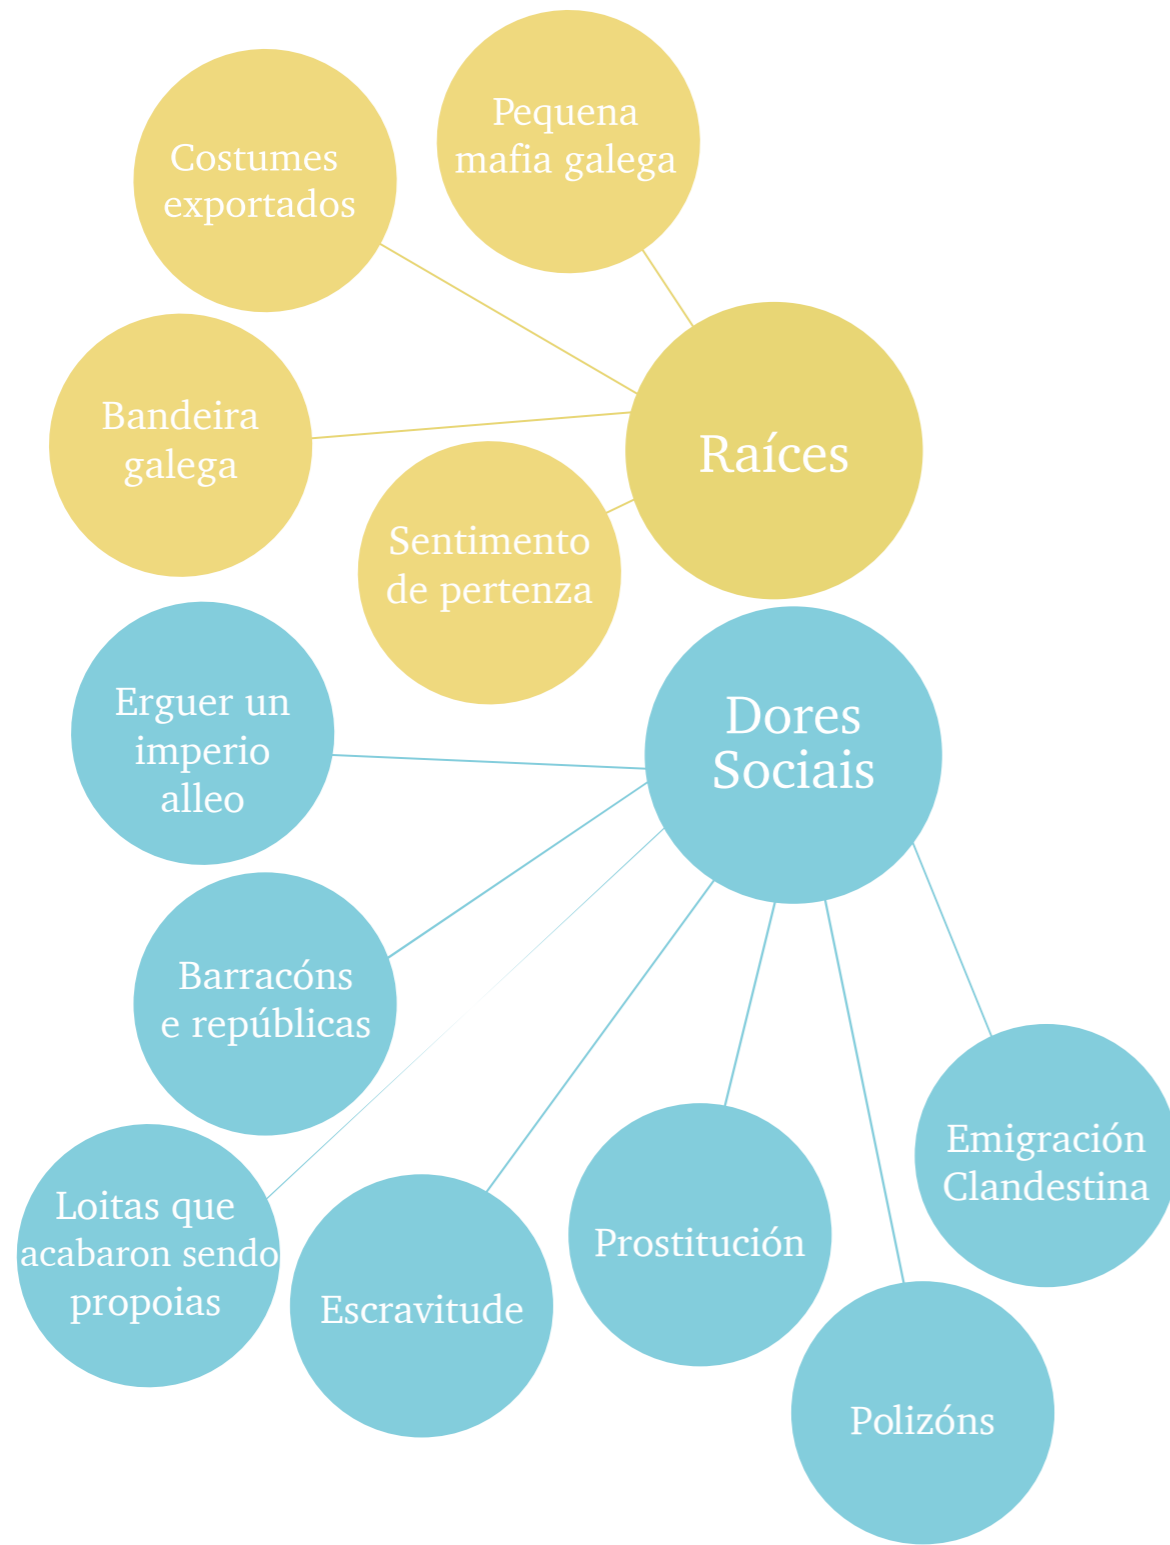 Pequena
mafia galega
Costumes
exportados
Bandeira
galega
Raíces
Sentimento
de pertenza
Erguer un
imperio
alleo
Dores
Sociais
Barracóns
e repúblicas
Emigración
Clandestina
Loitas que
acabaron sendo
propoias
Escravitude
Prostitución
Polizóns